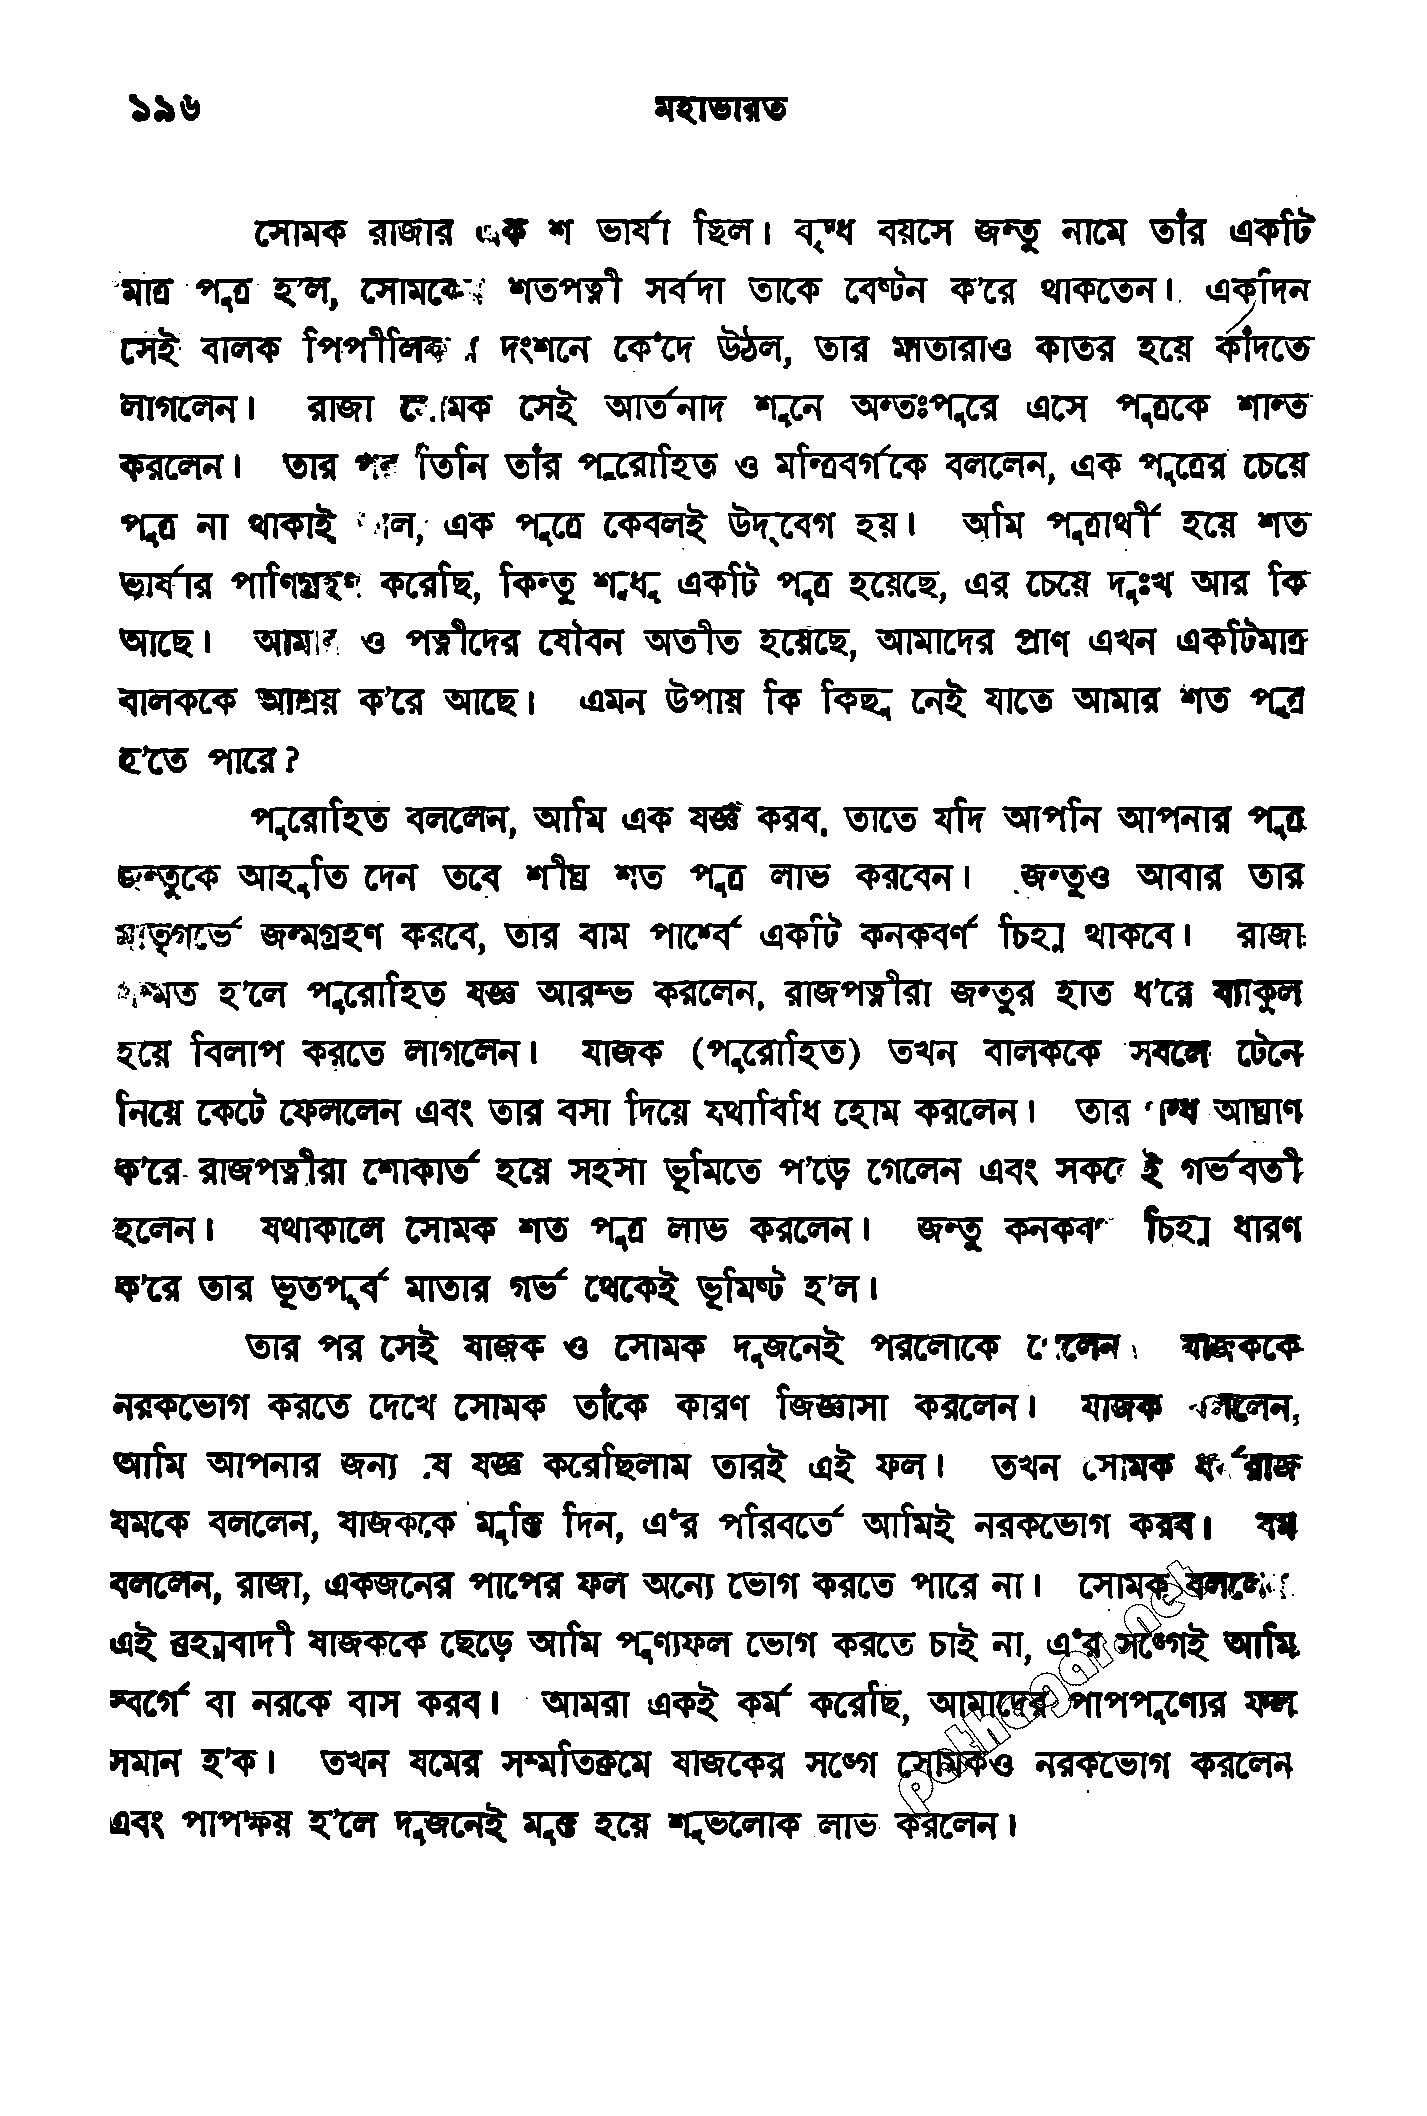 ১৯৬ মহাভারত
সোমক রাজার এক শ ভার্যা ছিল। বৃদ্ধ বয়সে জন্তু নামে তাঁর একটি
মাত্র পুত্র হ'ল, সোমকের শতপত্নী সর্বদা তাকে বেষ্টন ক'রে থাকতেন। একদিন
সেই বালক পিপীলিকার দংশনে কে'দে উঠল, তার মাতারাও কাতর হয়ে কাঁদতে
লাগলেন। রাজা সোমক সেই আর্তনাদ শুনে অন্তঃপুরে এসে পুত্রকে শান্ত
করলেন। তার পর তিনি তাঁর পুরোহিত ও মন্ত্রিবর্গকে বললেন, এক পুত্রের চেয়ে
পুত্র না থাকাই ভাল, এক পুত্রে কেবলই উদ্‌বেগ হয়। আমি পুত্রার্থী হয়ে শত
ভার্যার পাণিগ্রহণ করেছি, কিন্তু শুধু একটি পুত্র হয়েছে, এর চেয়ে দুঃখ আর কি
আছে। আমার ও পত্নীদের যৌবন অতীত হয়েছে, আমাদের প্রাণ এখন একটিমাত্র
বালককে আশ্রয় ক'রে আছে। এমন উপায় কি কিছু নেই যাতে আমার শত পুত্র
হ'তে পারে?
পুরোহিত বললেন, আমি এক যজ্ঞ করব, তাতে যদি আপনি আপনার পুত্র
জন্তুকে আহুতি দেন তবে শীঘ্র শত পুত্র লাভ করবেন। জন্তুও আবার তার
মাতৃগর্ভে জন্মগ্রহণ করবে, তার বাম পার্শ্বে একটি কনকবর্ণ চিহ্ন থাকবে। রাজা
সম্মত হ'লে পুরোহিত যজ্ঞ আরম্ভ করলেন, রাজপত্নীরা জন্তুর হাত ধ'রে ব্যাকুল
হয়ে বিলাপ করতে লাগলেন। যাজক (পুরোহিত) তখন বালককে সবলে টেনে
নিয়ে কেটে ফেললেন এবং তার বসা দিয়ে যথাবিধি হোম করলেন। তার গন্ধ আঘ্রাণ
ক'রে রাজপত্নীরা শোকার্ত হয়ে সহসা ভূমিতে প'ড়ে গেলেন এবং সকলেই গর্ভবতী
হলেন। যথাকালে সোমক শত পুত্র লাভ করলেন। জন্তু কনকবর্ণ চিহ্ন ধারণ
ক'রে তার ভূতপূর্ব মাতার গর্ভ থেকেই ভূমিষ্ট হ'ল।
তার পর সেই যাজক ও সোমক দুজনেই পরলোকে গেলেন। যাজককে
নরকভোগ করতে দেখে সোমক তাঁকে কারণ জিজ্ঞাসা করলেন। যাজক বললেন,
আমি আপনার জন্য যে যজ্ঞ করেছিলাম তারই এই ফল। তখন সোমক ধর্মরাজ
যমকে বললেন, যাজককে মুক্তি দিন, এ'র পরিবর্তে আমিই নরকভোগ করব। যম
বললেন, রাজা, একজনের পাপের ফল অন্যে ভোগ করতে পারে না। সোমক বললেন,
এই ব্রহ্মবাদী যাজককে ছেড়ে আমি পুণ্যফল ভোগ করতে চাই না, এ'র সঙ্গেই আমি
স্বর্গে বা নরকে বাস করব। আমরা একই কর্ম করেছি, আমাদের পাপপুণ্যের ফল
সমান হ'ক। তখন যমের সম্মতিক্রমে যাজকের সঙ্গে সোমকও নরকভোগ করলেন
এবং পাপক্ষয় হ'লে দুজনেই মুক্ত হয়ে শুভলোক লাভ করলেন।
pathagar.net